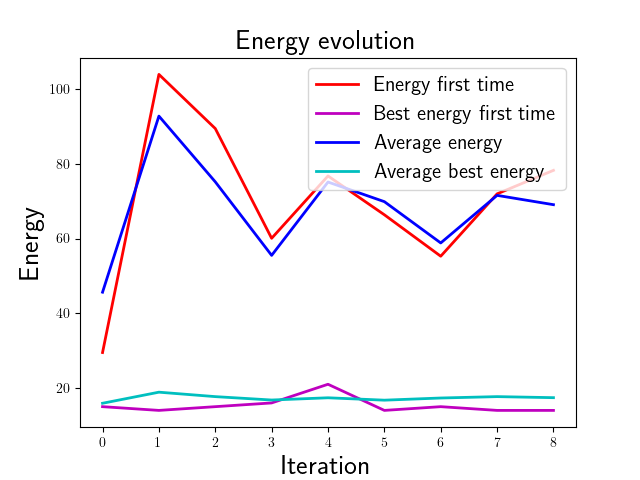 Energy evolution
Energy
100
80
60
40
20
Energy first time
Best energy first time
Average energy
Average best energy
0 1 2 3 4 5 6 7 8
Iteration